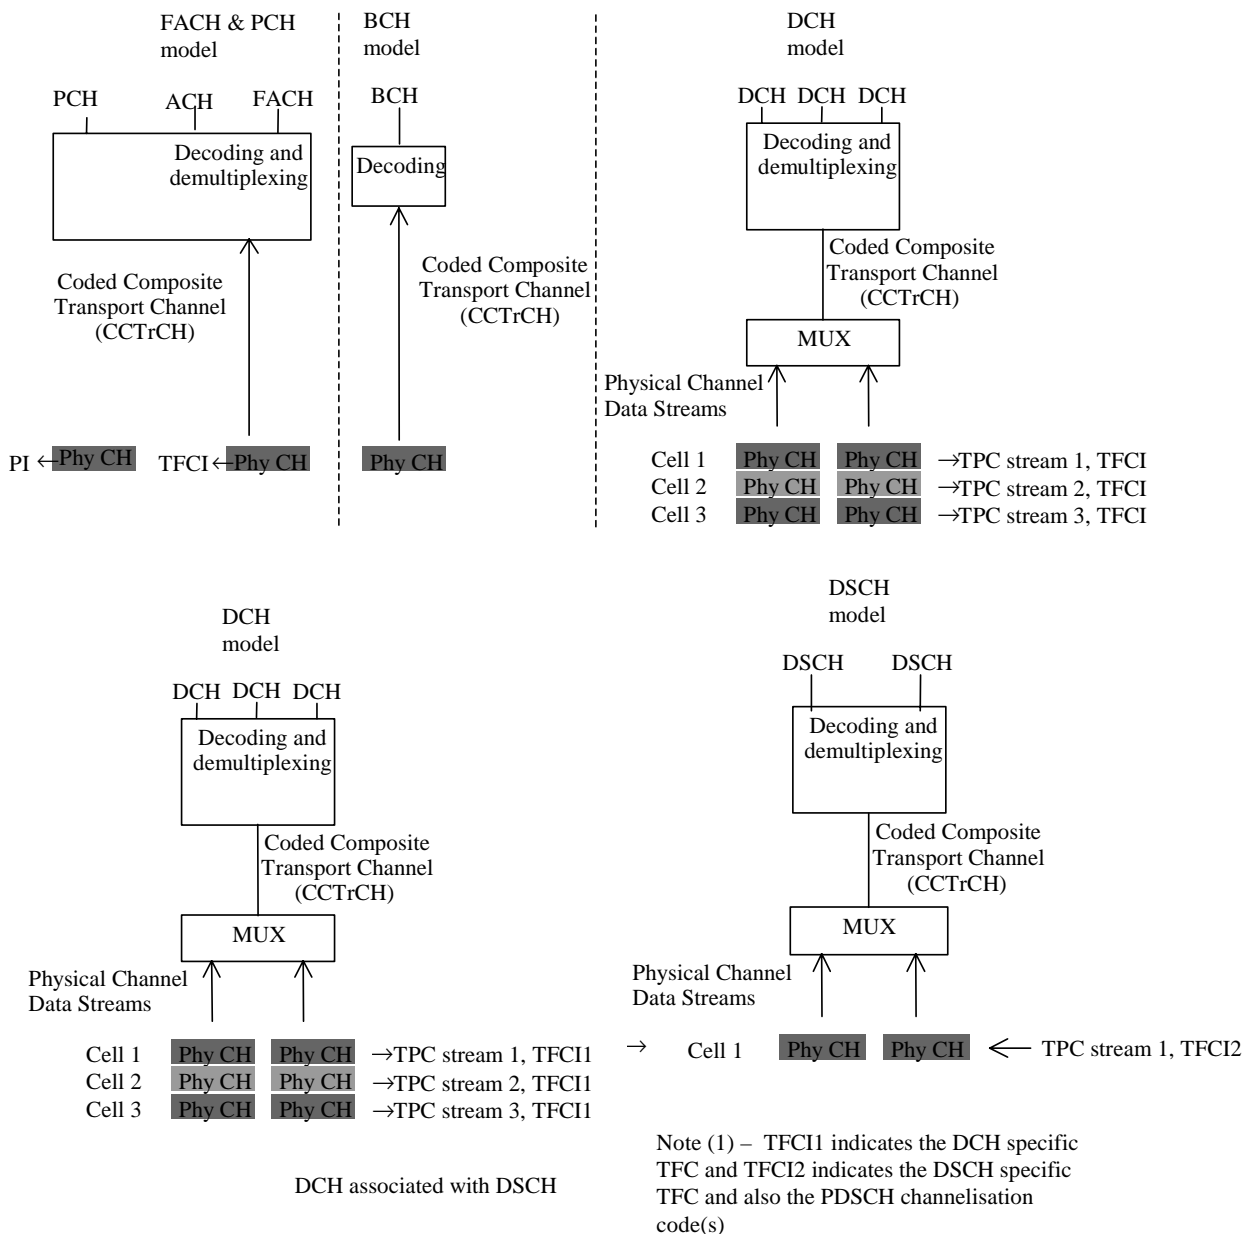 FACH & PCH
model
PCH ACH FACH
Decoding and
demultiplexing
Coded Composite
Transport Channel
(CCTrCH)
PI ← Phy CH TFCI ← Phy CH
BCH
model
BCH
Decoding
Coded Composite
Transport Channel
(CCTrCH)
Phy CH
DCH
model
DCH DCH DCH
Decoding and
demultiplexing
Coded Composite
Transport Channel
(CCTrCH)
MUX
Physical Channel
Data Streams
Cell 1 Phy CH Phy CH →TPC stream 1, TFCI
Cell 2 Phy CH Phy CH →TPC stream 2, TFCI
Cell 3 Phy CH Phy CH →TPC stream 3, TFCI
DCH
model
DCH DCH DCH
Decoding and
demultiplexing
Coded Composite
Transport Channel
(CCTrCH)
MUX
Physical Channel
Data Streams
Cell 1 Phy CH Phy CH →TPC stream 1, TFCI1
Cell 2 Phy CH Phy CH →TPC stream 2, TFCI1
Cell 3 Phy CH Phy CH →TPC stream 3, TFCI1
DCH associated with DSCH
DSCH
model
DSCH DSCH
Decoding and
demultiplexing
Coded Composite
Transport Channel
(CCTrCH)
MUX
Physical Channel
Data Streams
→ Cell 1 Phy CH Phy CH ← TPC stream 1, TFCI2
Note (1) – TFCI1 indicates the DCH specific
TFC and TFCI2 indicates the DSCH specific
TFC and also the PDSCH channelisation
code(s)